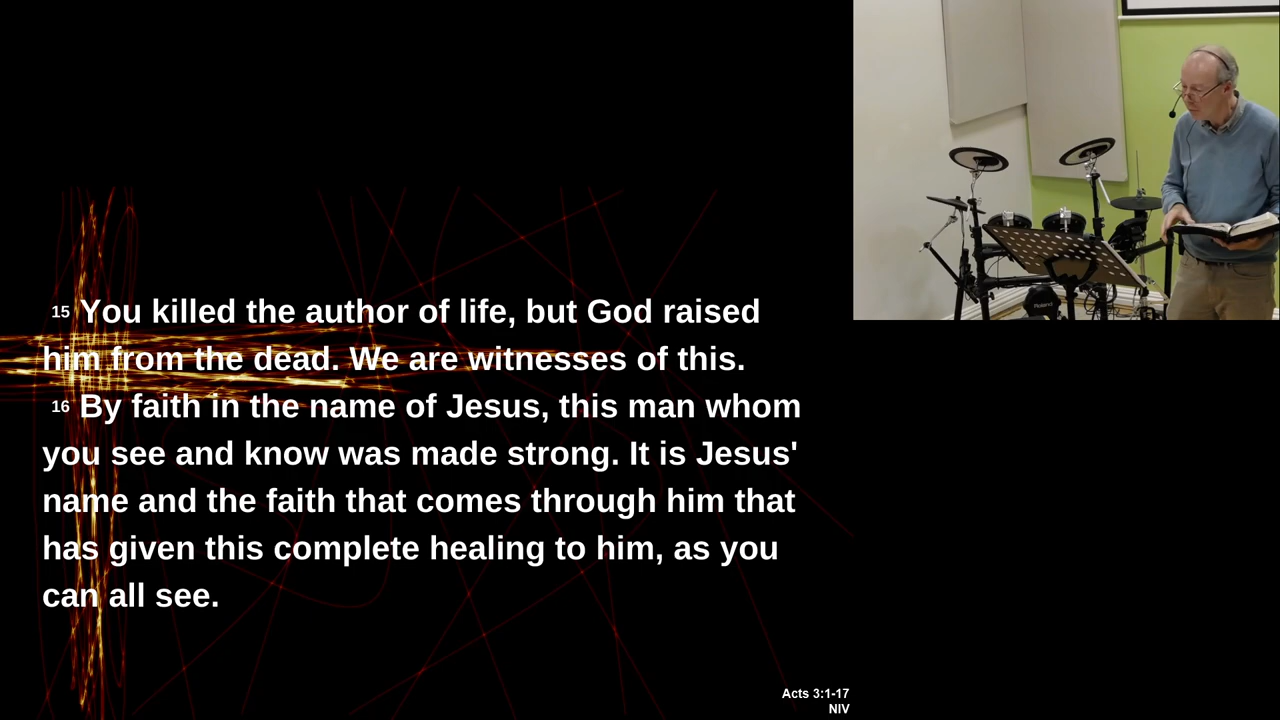 15 You killed the author of life, but God raised
him from the dead. We are witnesses of this.
16 By faith in the name of Jesus, this man whom
you see and know was made strong. It is Jesus'
name and the faith that comes through him that
has given this complete healing to him, as you
can all see.
Acts 3:1-17
NIV
Roland